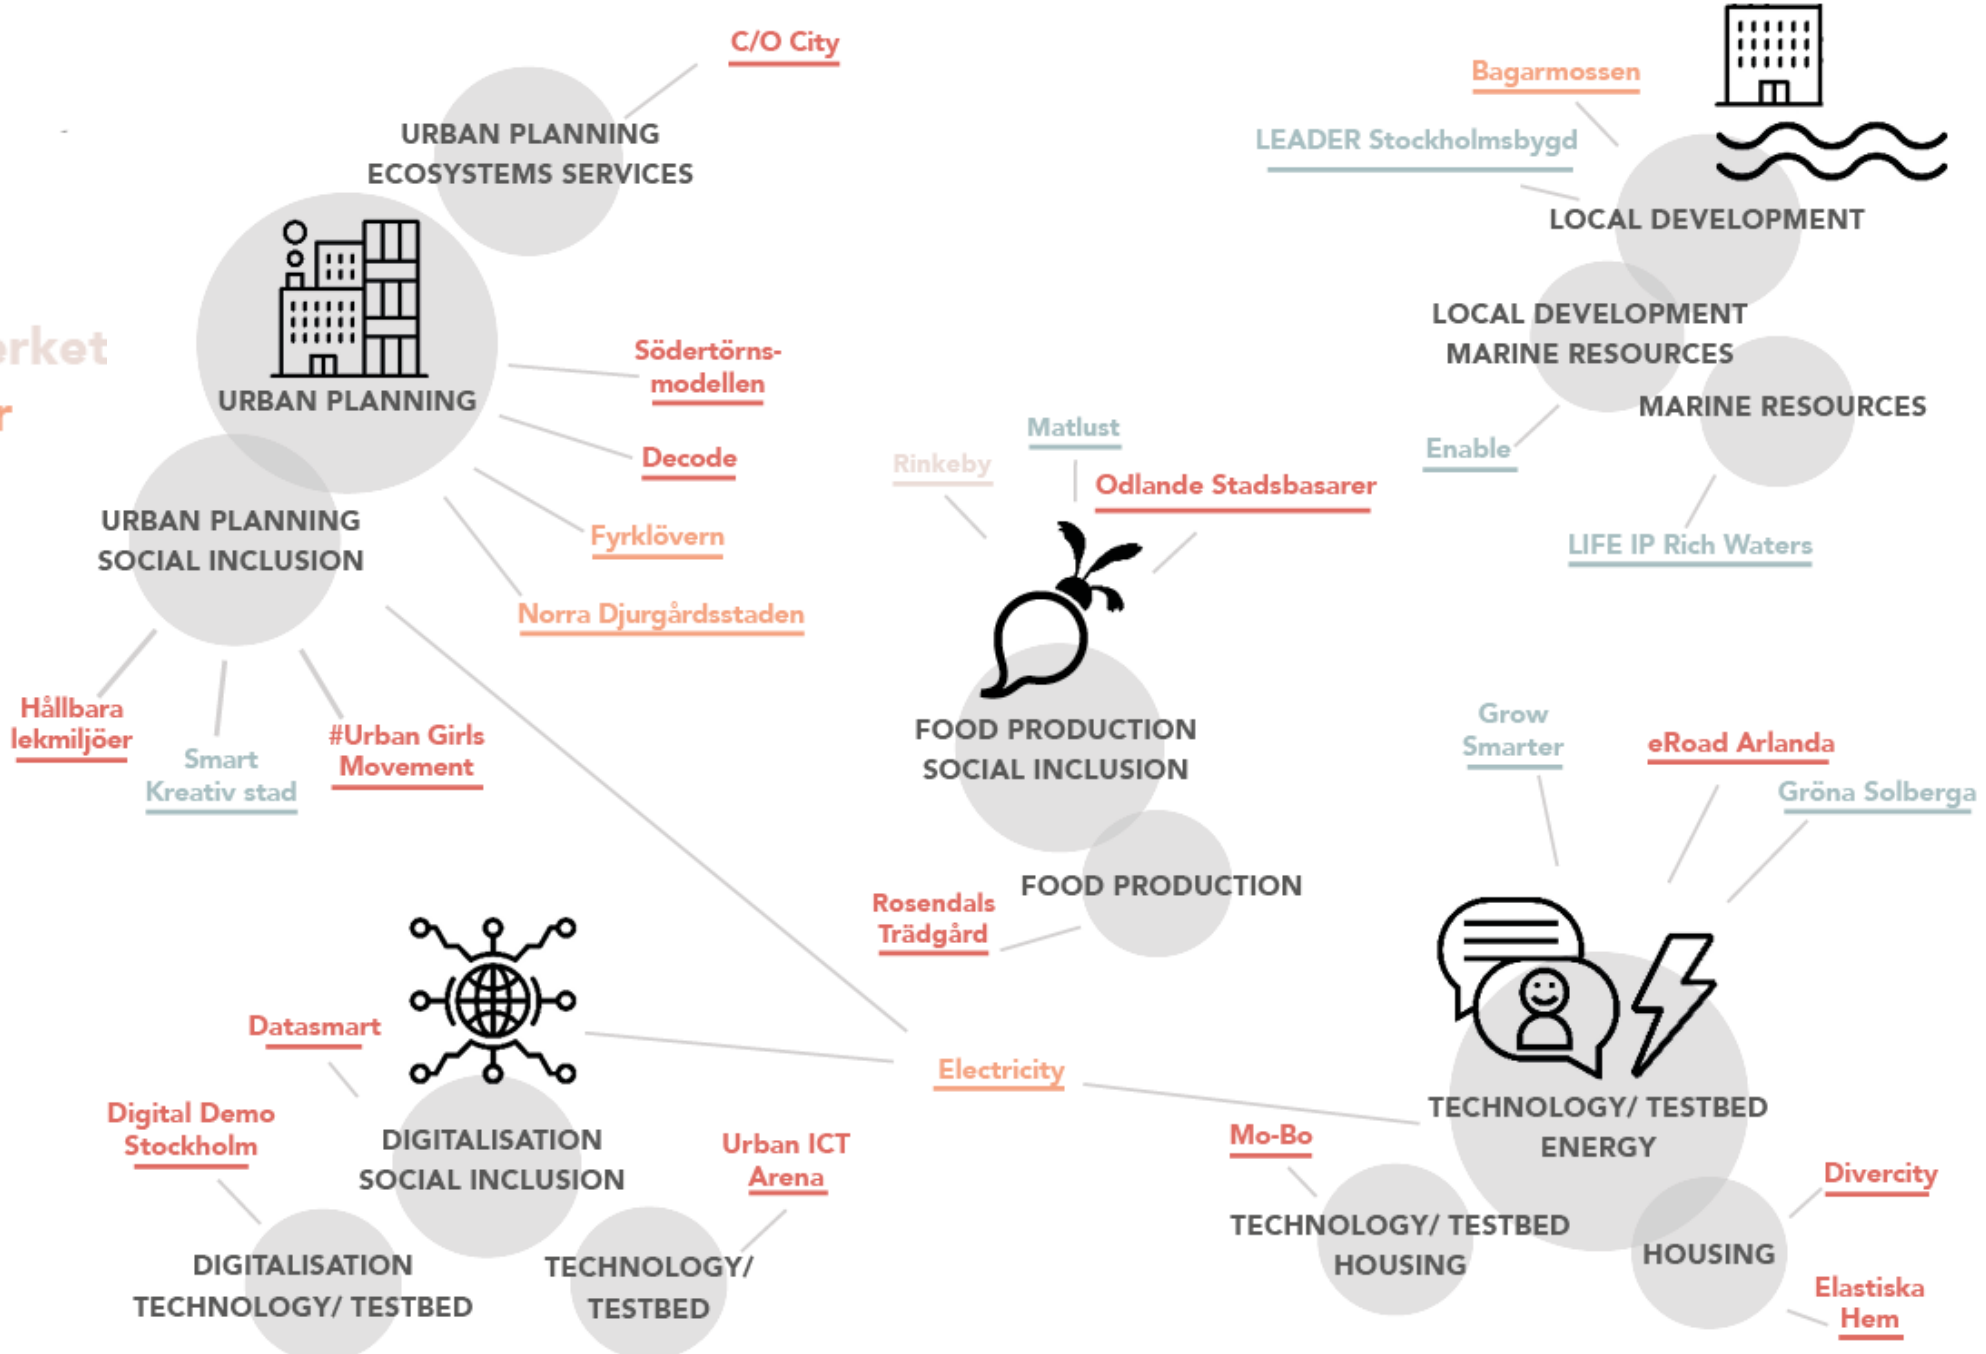 C/O City
URBAN PLANNING
ECOSYSTEMS SERVICES
URBAN PLANNING
Södertörns-
modellen
Decode
Fyrklövern
Norra Djurgårdsstaden
URBAN PLANNING
SOCIAL INCLUSION
Hållbara
lekmiljöer
Smart
Kreativ stad
#Urban Girls
Movement
Bagarmossen
LEADER Stockholmsbygd
LOCAL DEVELOPMENT
LOCAL DEVELOPMENT
MARINE RESOURCES
MARINE RESOURCES
Enable
LIFE IP Rich Waters
Rinkeby
Matlust
Odlande Stadsbasarer
FOOD PRODUCTION
SOCIAL INCLUSION
FOOD PRODUCTION
Rosendals
Trädgård
Grow
Smarter
eRoad Arlanda
Gröna Solberga
Datasmart
Digital Demo
Stockholm
DIGITALISATION
SOCIAL INCLUSION
Urban ICT
Arena
DIGITALISATION
TECHNOLOGY/ TESTBED
TECHNOLOGY/
TESTBED
Electricity
TECHNOLOGY/ TESTBED
ENERGY
Mo-Bo
TECHNOLOGY/ TESTBED
HOUSING
HOUSING
Divercity
Elastiska
Hem